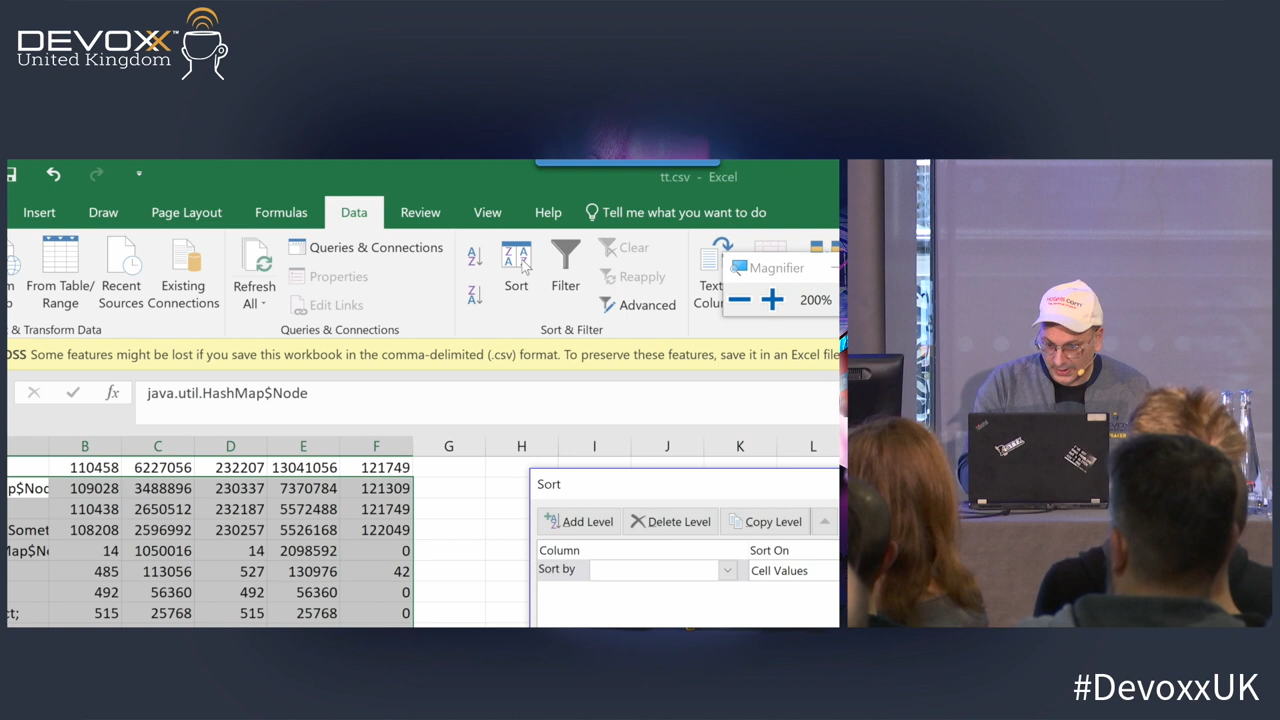 DEVOXX™
United Kingdom
tt.csv - Excel
Insert Draw Page Layout Formulas Data Review View Help Tell me what you want to do
From Table/
Range
Recent
Sources
Existing
Connections
Refresh
All
Queries & Connections
Properties
Edit Links
Sort
Filter
Clear
Reapply
Advanced
Text
Magnifier
200%
& Transform Data
Queries & Connections
Sort & Filter
Some features might be lost if you save this workbook in the comma-delimited (.csv) format. To preserve these features, save it in an Excel file
fx java.util.HashMap$Node
B C D E F G H I J K L
110458 6227056 232207 13041056 121749
109028 3488896 230337 7370784 121309
110438 2650512 232187 5572488 121749
Somet 108208 2596992 230257 5526168 122049
14 1050016 14 2098592 0
485 113056 527 130976 42
492 56360 492 56360 0
ct; 515 25768 515 25768 0
Sort
Add Level Delete Level Copy Level
Column Sort On
Sort by Cell Values
#DevoxxUK